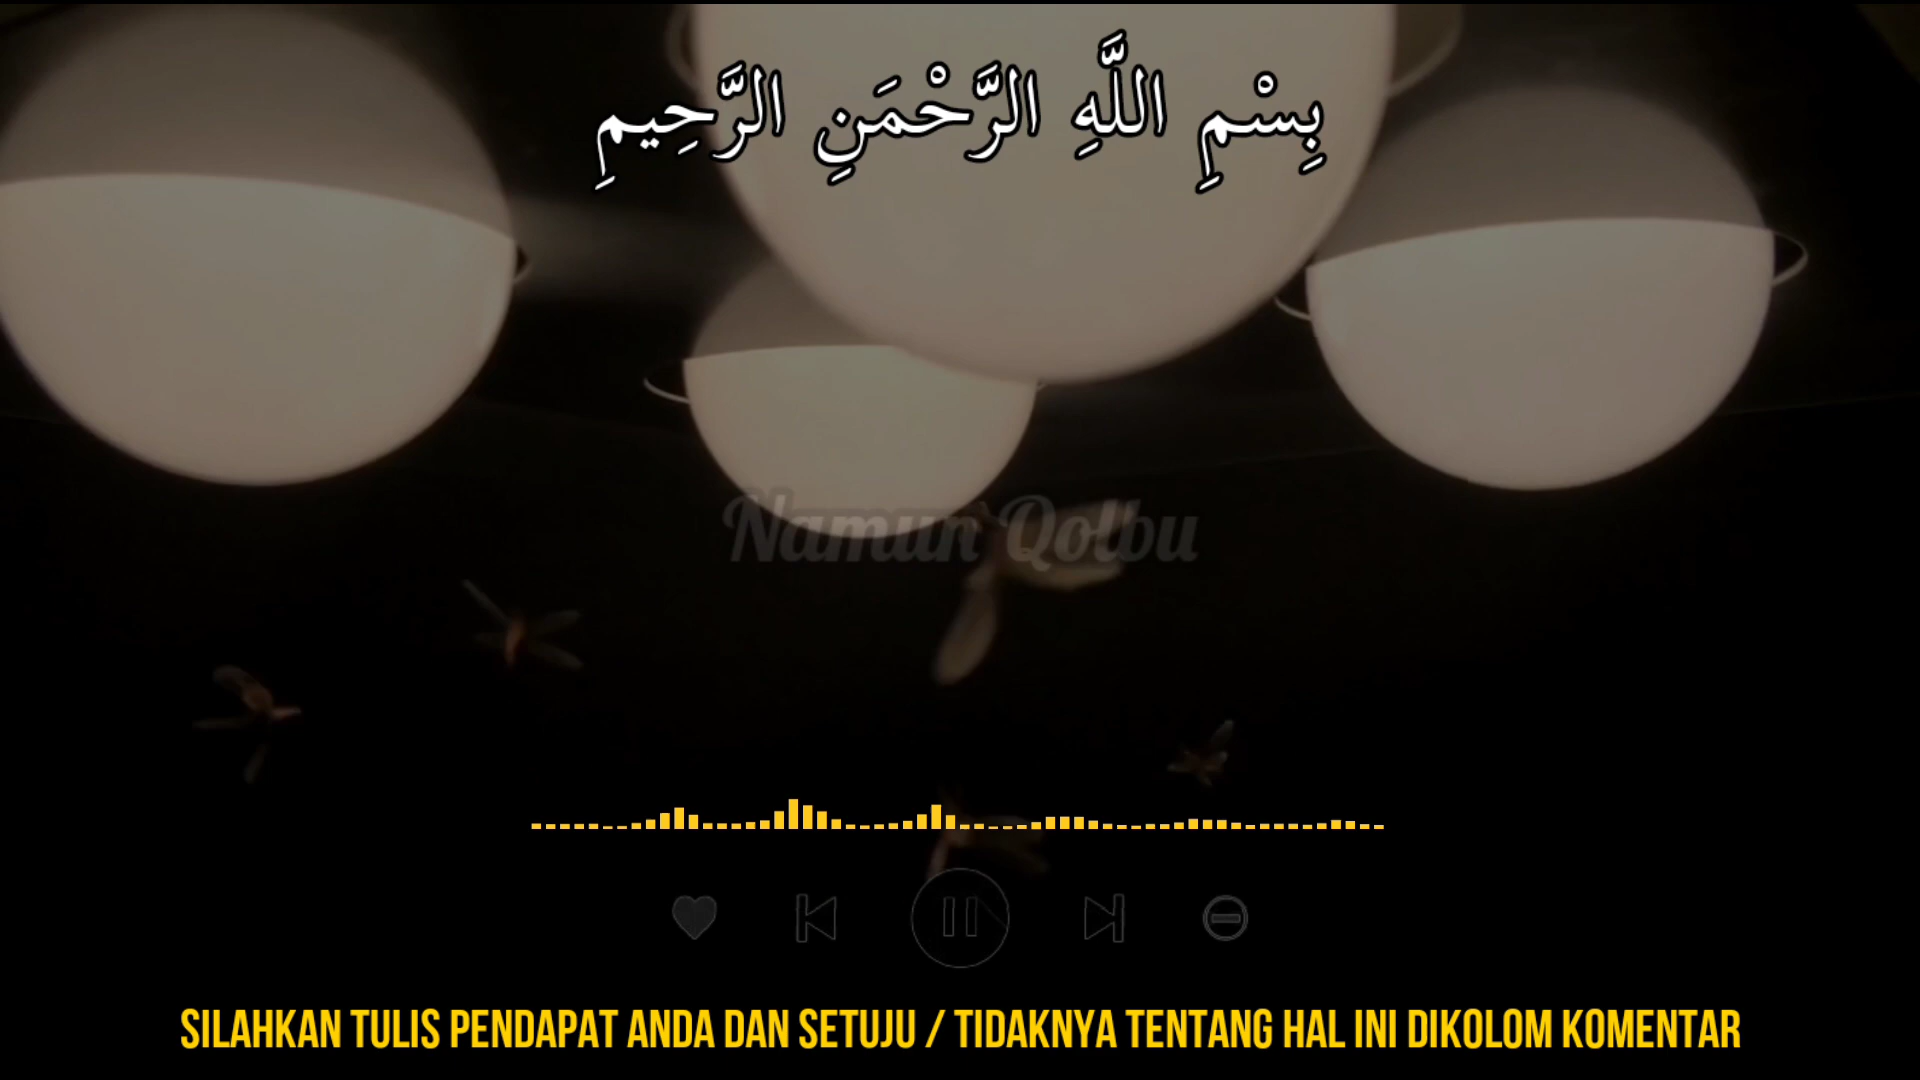 بِسْمِ اللَّهِ الرَّحْمَنِ الرَّحِيمِ
Namun Qolbu
SILAHKAN TULIS PENDAPAT ANDA DAN SETUJU / TIDAKNYA TENTANG HAL INI DIKOLOM KOMENTAR